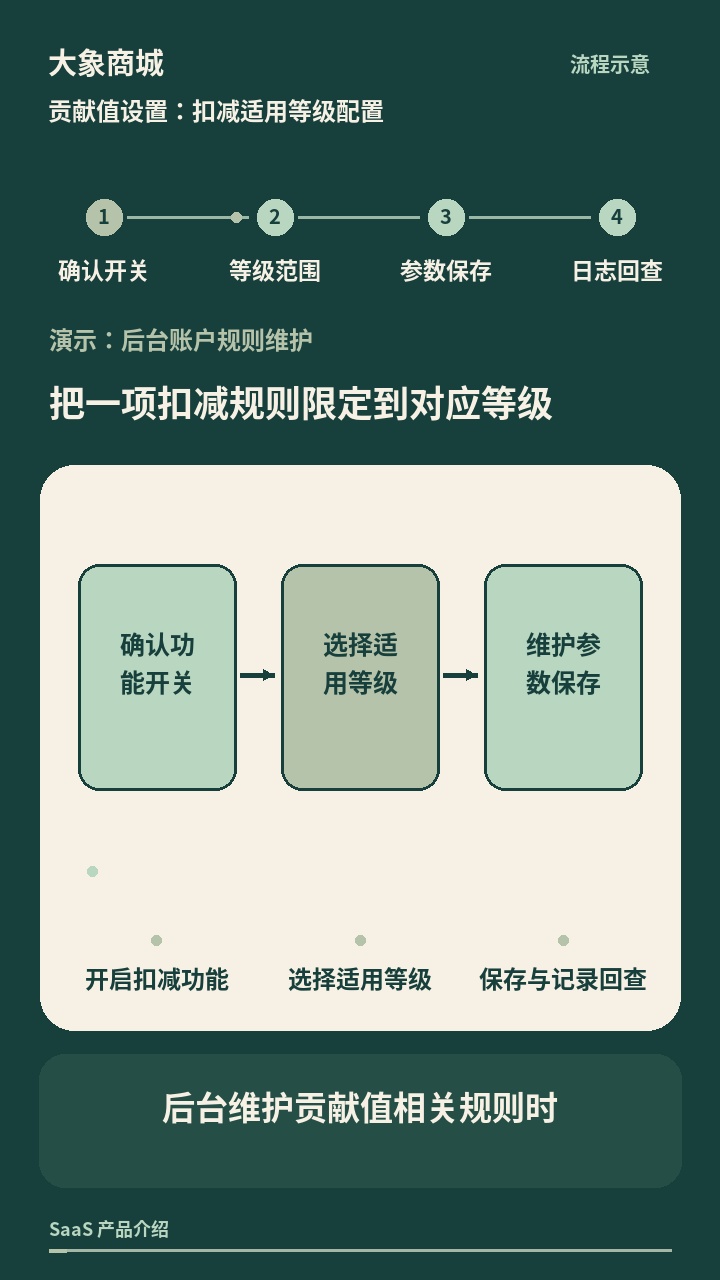 大象商城
流程示意
贡献值设置：扣减适用等级配置
1
2
3
4
确认开关
等级范围
参数保存
日志回查
演示：后台账户规则维护
把一项扣减规则限定到对应等级
确认功
能开关
选择适
用等级
维护参
数保存
开启扣减功能
选择适用等级
保存与记录回查
后台维护贡献值相关规则时
SaaS 产品介绍